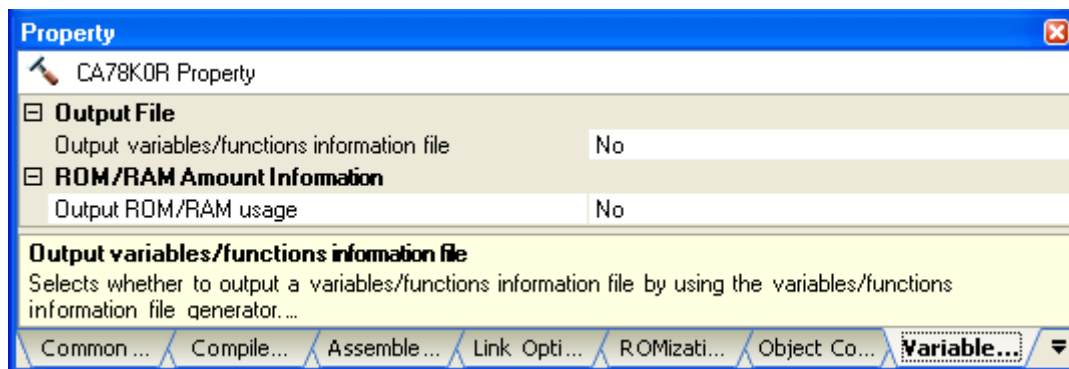 Property
CA78K0R Property
Output File
Output variables/functions information file No
ROM/RAM Amount Information
Output ROM/RAM usage No
Output variables/functions information file
Selects whether to output a variables/functions information file by using the variables/functions
information file generator....
Common ... Compile... Assemble... Link Opti... ROMizati... Object Co... Variable...